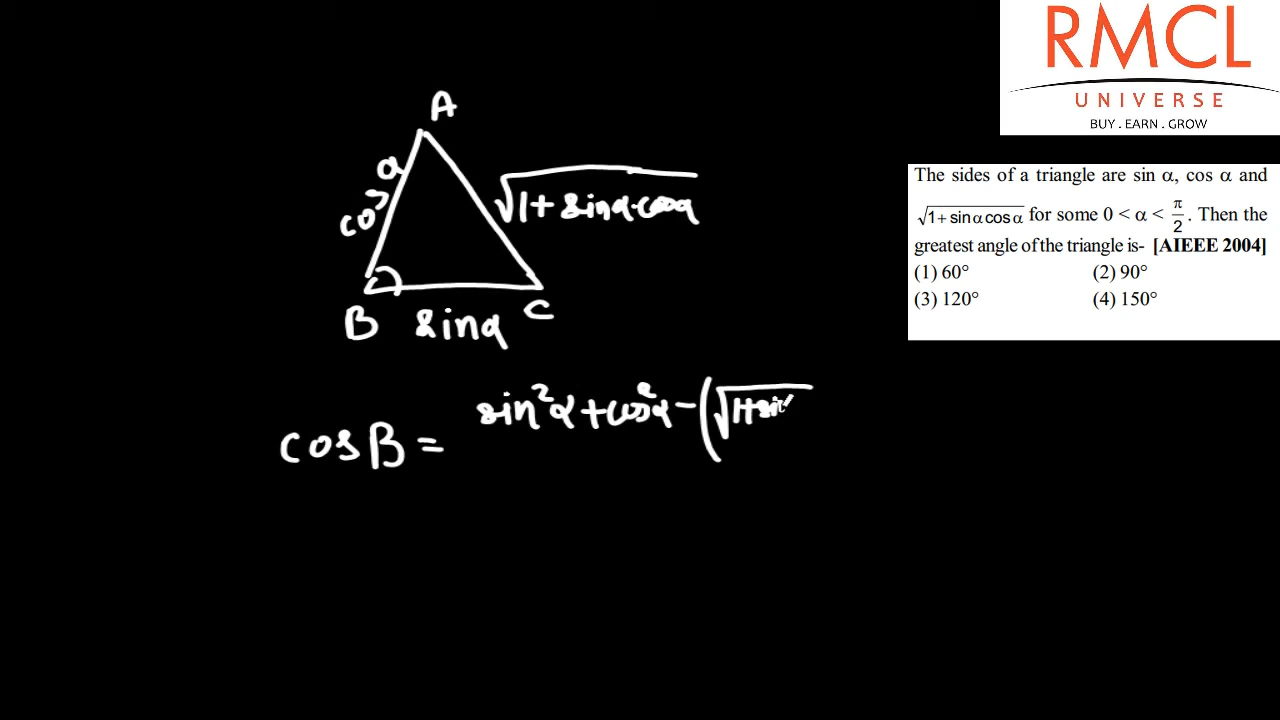 RMCL
UNIVERSE
BUY . EARN . GROW
The sides of a triangle are sin α, cos α and
√1+ sin α cos α for some 0 < α < π/2. Then the
greatest angle of the triangle is- [AIEEE 2004]
(1) 60° (2) 90°
(3) 120° (4) 150°
A
cos α
√1+ sinα.cosα
B
sinα
C
cos B = sin²α + cos²α − (√1+sin